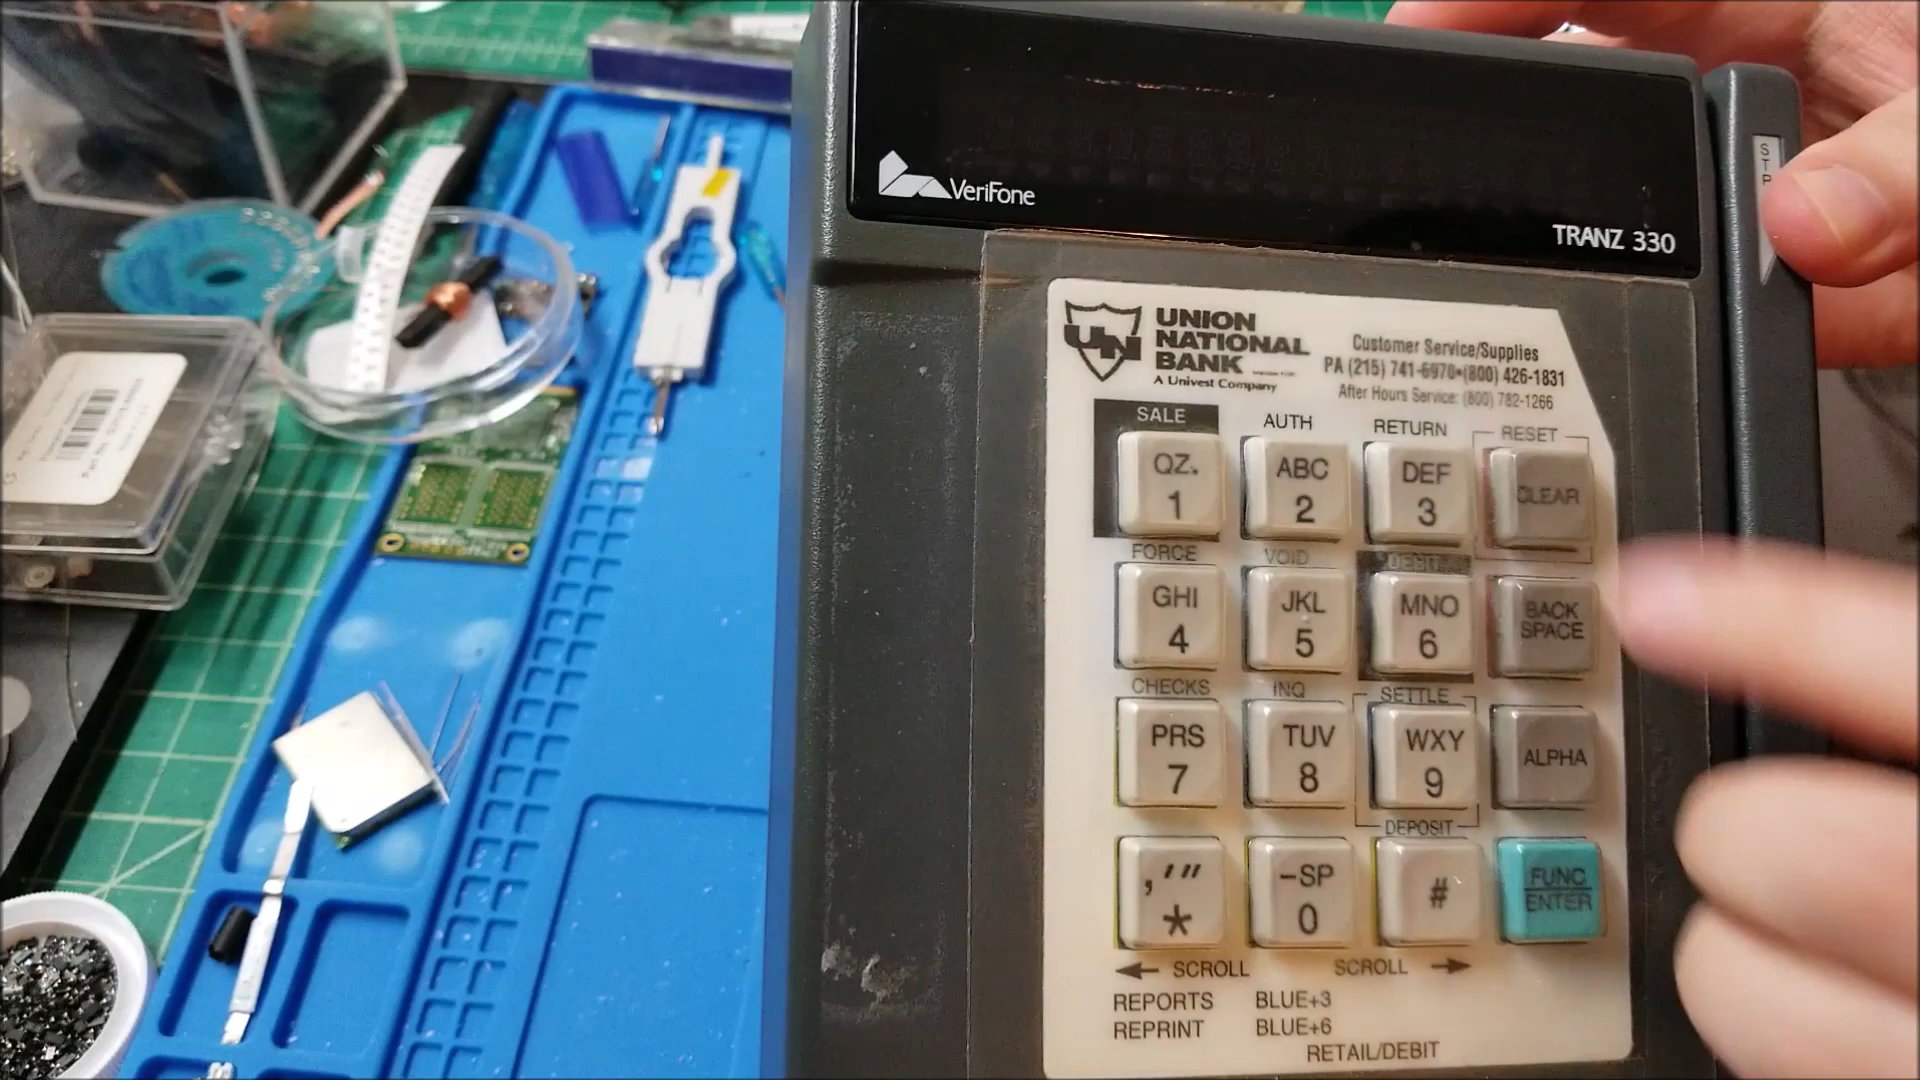 VeriFone
TRANZ 330
UNION
NATIONAL
BANK
A Univest Company
Customer Service/Supplies
PA (215) 741-6970•(800) 426-1831
After Hours Service: (800) 782-1266
SALE
AUTH
RETURN
RESET
QZ.
1
ABC
2
DEF
3
CLEAR
FORCE
VOID
DEBIT
GHI
4
JKL
5
MNO
6
BACK
SPACE
CHECKS
INQ
SETTLE
PRS
7
TUV
8
WXY
9
ALPHA
DEPOSIT
,'"
*
-SP
0
#
FUNC
ENTER
← SCROLL
SCROLL →
REPORTS BLUE+3
REPRINT BLUE+6
RETAIL/DEBIT